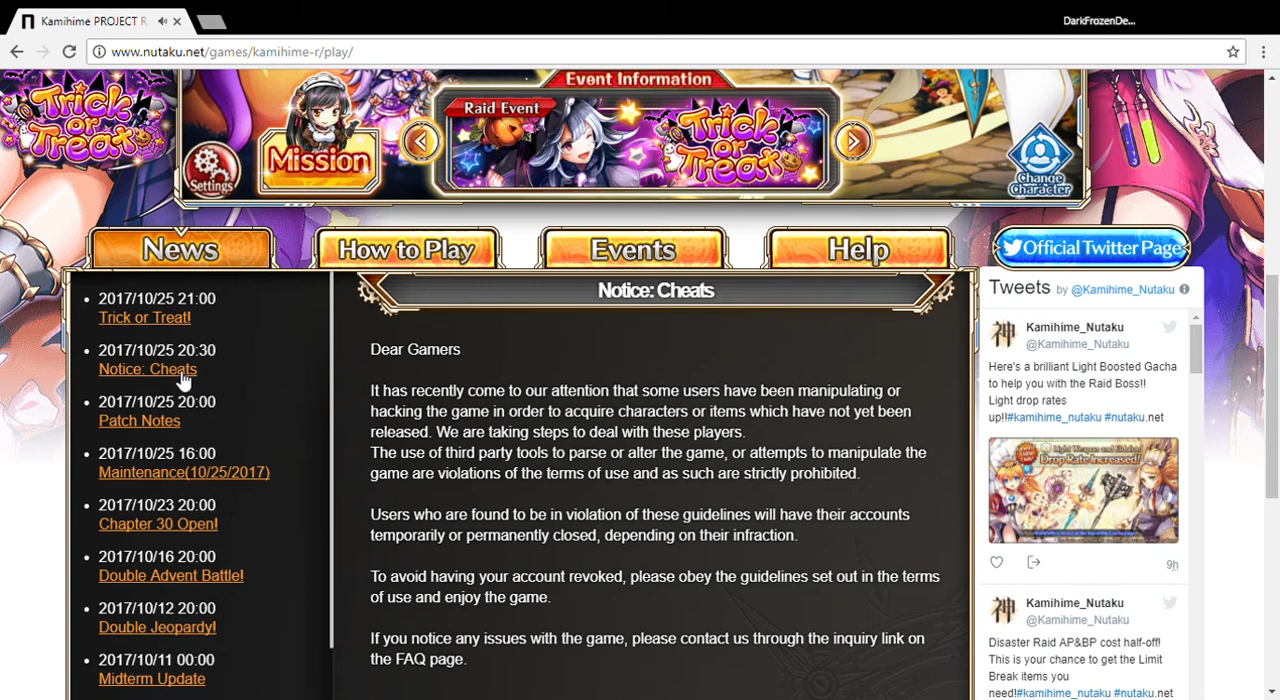 Kamihime PROJECT R
DarkFrozenDe...
www.nutaku.net/games/kamihime-r/play/
Event Information
Trick
or
Treat
Raid Event
Trick
or
Treat
Mission
Settings
Change
Character
News
How to Play
Events
Help
Official Twitter Page
2017/10/25 21:00
Trick or Treat!
2017/10/25 20:30
Notice: Cheats
2017/10/25 20:00
Patch Notes
2017/10/25 16:00
Maintenance(10/25/2017)
2017/10/23 20:00
Chapter 30 Open!
2017/10/16 20:00
Double Advent Battle!
2017/10/12 20:00
Double Jeopardy!
2017/10/11 00:00
Midterm Update
Notice: Cheats
Dear Gamers
It has recently come to our attention that some users have been manipulating or
hacking the game in order to acquire characters or items which have not yet been
released. We are taking steps to deal with these players.
The use of third party tools to parse or alter the game, or attempts to manipulate the
game are violations of the terms of use and as such are strictly prohibited.
Users who are found to be in violation of these guidelines will have their accounts
temporarily or permanently closed, depending on their infraction.
To avoid having your account revoked, please obey the guidelines set out in the terms
of use and enjoy the game.
If you notice any issues with the game, please contact us through the inquiry link on
the FAQ page.
Tweets by @Kamihime_Nutaku
神
Kamihime_Nutaku
@Kamihime_Nutaku
Here's a brilliant Light Boosted Gacha
to help you with the Raid Boss!!
Light drop rates
up!!#kamihime_nutaku #nutaku.net
Light Weapon and Eidolon
Drop Rate Increased!
9h
神
Kamihime_Nutaku
@Kamihime_Nutaku
Disaster Raid AP&BP cost half-off!
This is your chance to get the Limit
Break items you
need!#kamihime_nutaku #nutaku.net